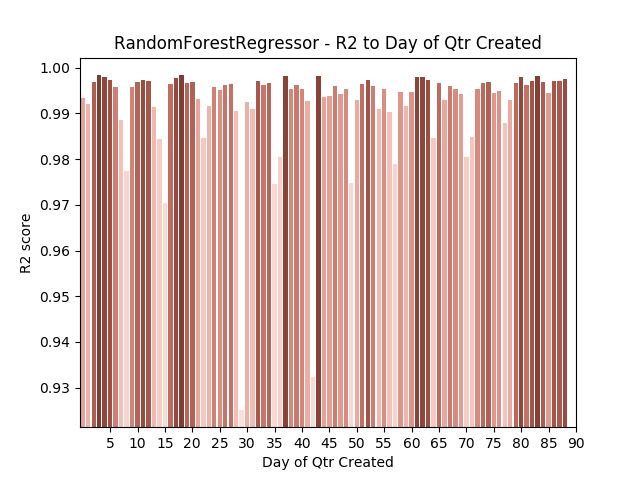 RandomForestRegressor - R2 to Day of Qtr Created
1.00
0.99
0.98
0.97
0.96
0.95
0.94
0.93
R2 score
5 10 15 20 25 30 35 40 45 50 55 60 65 70 75 80 85 90
Day of Qtr Created